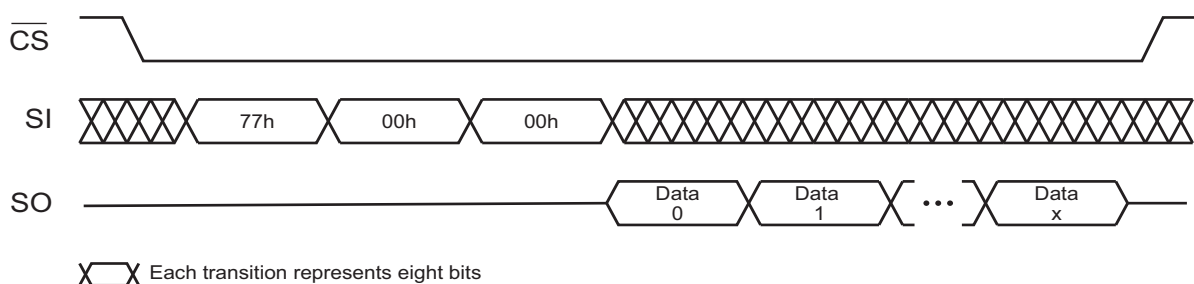 CS
SI
77h
00h
00h
SO
Data
0
Data
1
...
Data
x
Each transition represents eight bits